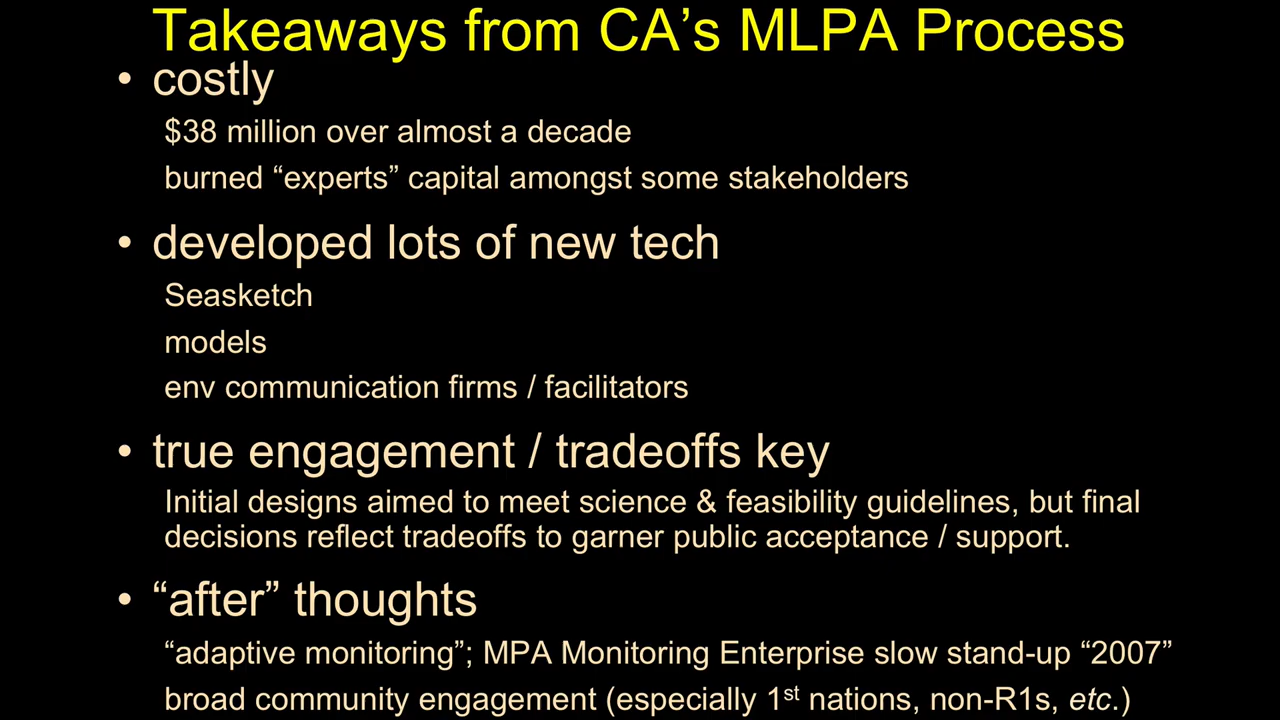 Takeaways from CA’s MLPA Process
• costly
$38 million over almost a decade
burned “experts” capital amongst some stakeholders
• developed lots of new tech
Seasketch
models
env communication firms / facilitators
• true engagement / tradeoffs key
Initial designs aimed to meet science & feasibility guidelines, but final
decisions reflect tradeoffs to garner public acceptance / support.
• “after” thoughts
“adaptive monitoring”; MPA Monitoring Enterprise slow stand-up “2007”
broad community engagement (especially 1st nations, non-R1s, etc.)